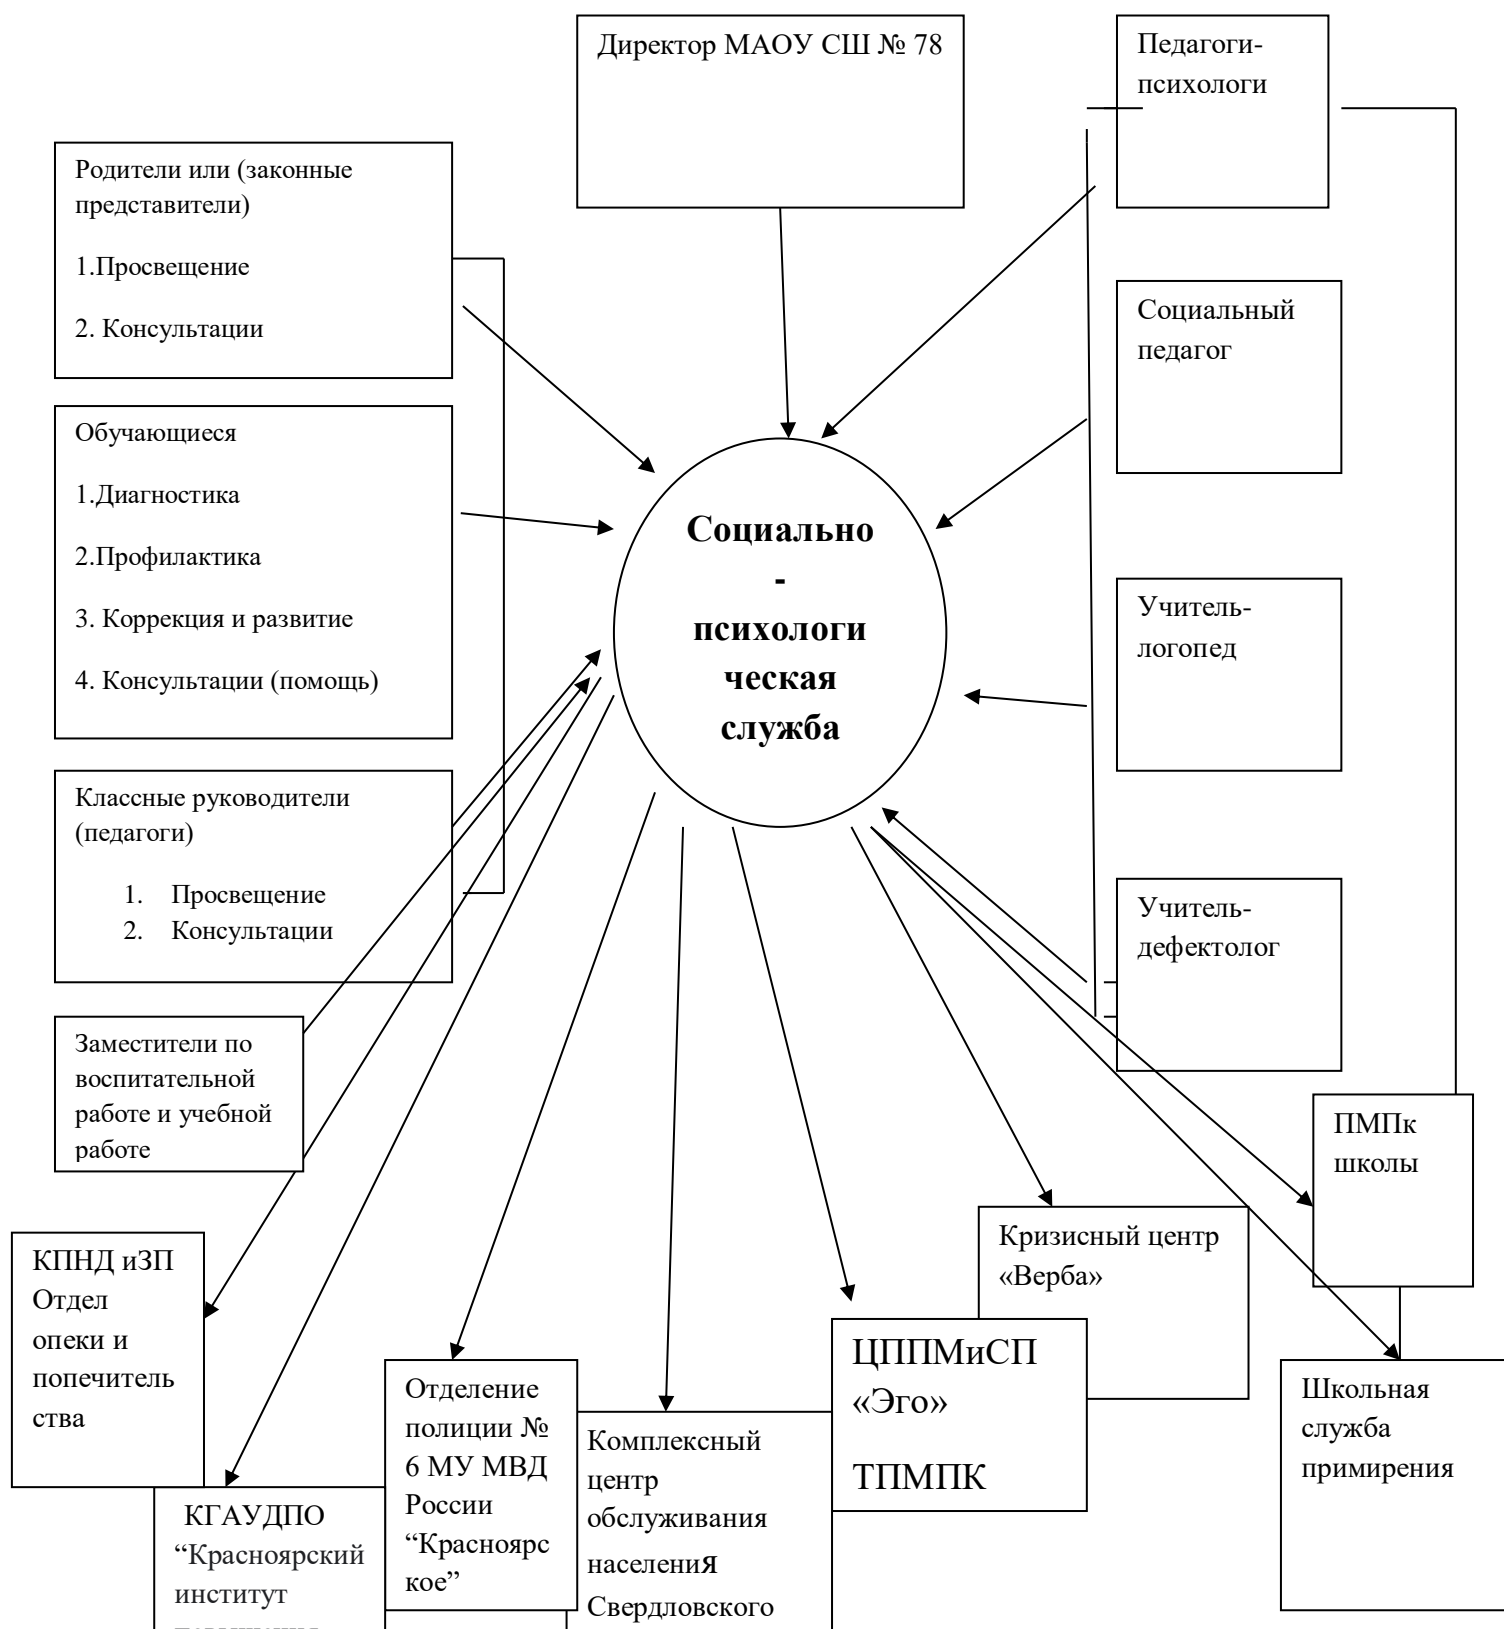 Директор МАОУ СШ № 78
Педагоги-
психологи
Родители или (законные
представители)
1.Просвещение
2. Консультации
Социальный
педагог
Обучающиеся
1.Диагностика
2.Профилактика
3. Коррекция и развитие
4. Консультации (помощь)
Социально
-
психологи
ческая
служба
Учитель-
логопед
Классные руководители
(педагоги)
1. Просвещение
2. Консультации
Учитель-
дефектолог
Заместители по
воспитательной
работе и учебной
работе
ПМПк
школы
КПНД иЗП
Отдел
опеки и
попечитель
ства
Кризисный центр
«Верба»
ЦППМиСП
«Эго»
ТПМПК
Отделение
полиции №
6 МУ МВД
России
“Красноярс
кое”
Комплексный
центр
обслуживания
населения
Свердловского
Школьная
служба
примирения
КГАУДПО
“Красноярский
институт